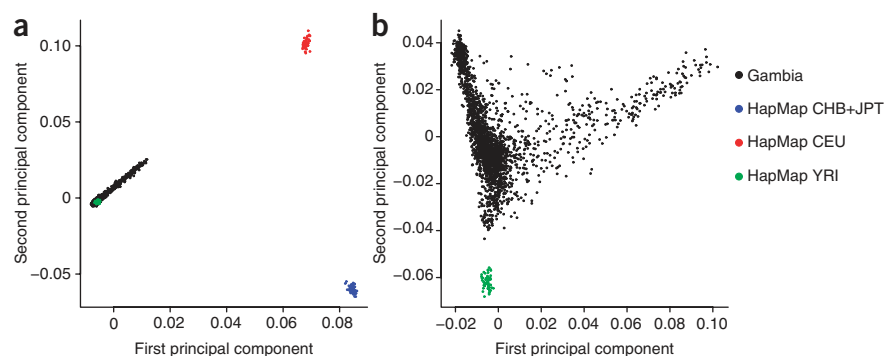 a
0.10
0.05
0
−0.05
Second principal component
0 0.02 0.04 0.06 0.08
First principal component
b
0.04
0.02
0
−0.02
−0.04
−0.06
Second principal component
−0.02 0 0.02 0.04 0.06 0.08 0.10
First principal component
Gambia
HapMap CHB+JPT
HapMap CEU
HapMap YRI